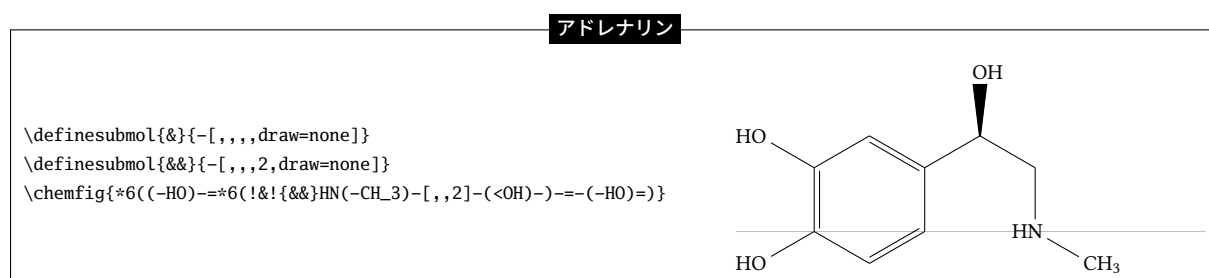 アドレナリン
\definesubmol{&}{-[,,,,draw=none]}
\definesubmol{&&}{-[,,,2,draw=none]}
\chemfig{*6((-HO)-=*6(!&!{&&}HN(-CH_3)-[,,2]-(<OH)-)-=-(-HO)=)}
OH
HO
HN
HO
CH₃